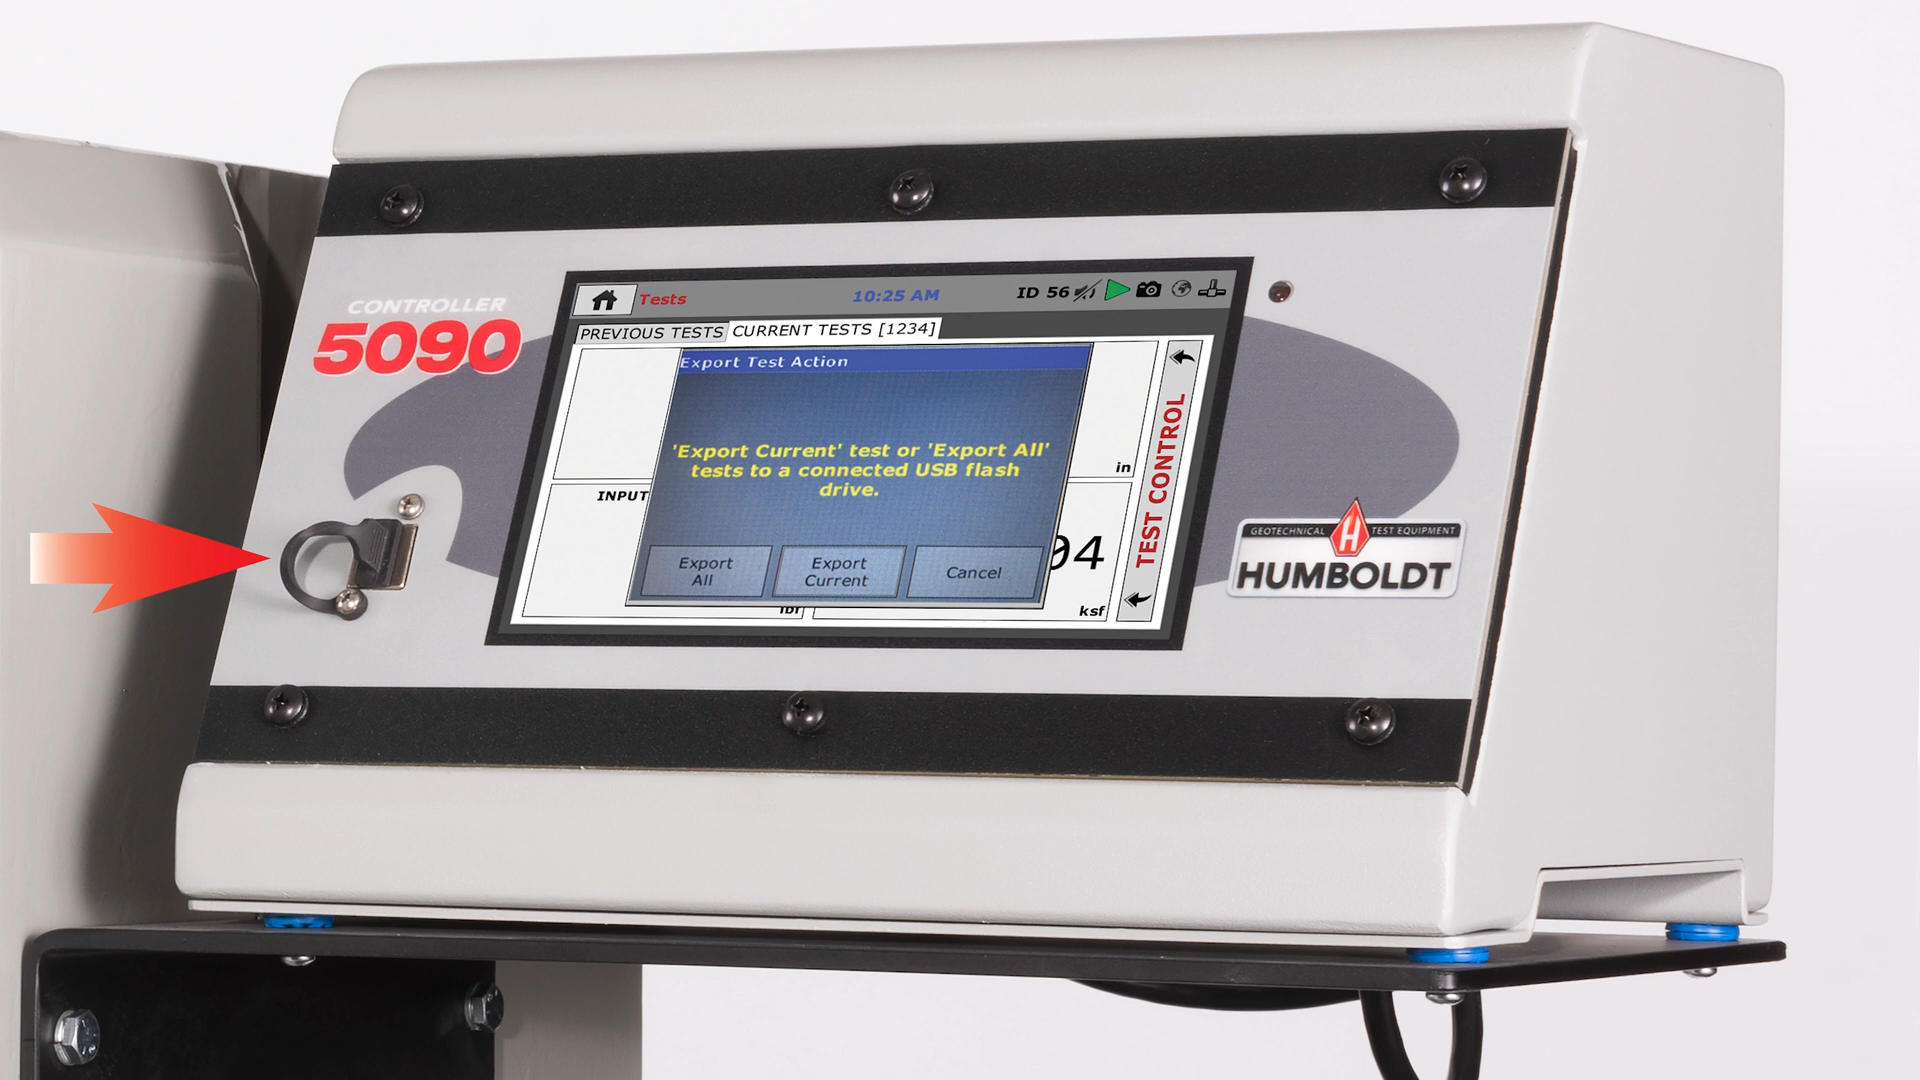 CONTROLLER
5090
Tests
10:25 AM
ID 56
PREVIOUS TESTS
CURRENT TESTS [1234]
Export Test Action
'Export Current' test or 'Export All'
tests to a connected USB flash
drive.
Export
All
Export
Current
Cancel
in
INPUT
04
lbf
ksf
TEST CONTROL
GEOTECHNICAL H TEST EQUIPMENT
HUMBOLDT